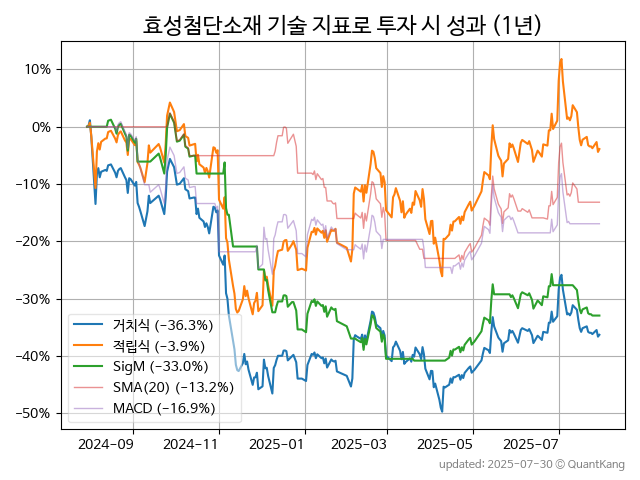 효성첨단소재 기술 지표로 투자 시 성과 (1년)
10%
0%
−10%
−20%
−30%
−40%
−50%
거치식 (−36.3%)
적립식 (−3.9%)
SigM (−33.0%)
SMA(20) (−13.2%)
MACD (−16.9%)
2024-09 2024-11 2025-01 2025-03 2025-05 2025-07
updated: 2025-07-30 © QuantKang